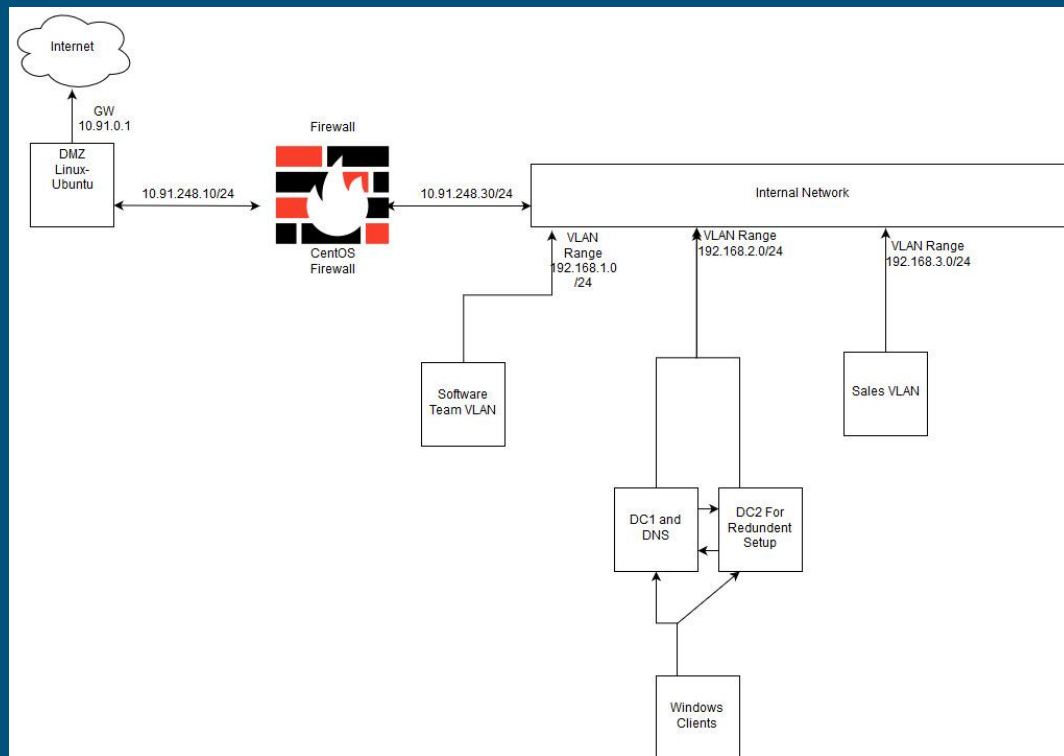 Internet
GW
10.91.0.1
DMZ
Linux-
Ubuntu
10.91.248.10/24
Firewall
CentOS
Firewall
10.91.248.30/24
Internal Network
VLAN
Range
192.168.1.0
/24
VLAN Range
192.168.2.0/24
VLAN Range
192.168.3.0/24
Software
Team VLAN
Sales VLAN
DC1 and
DNS
DC2 For
Redundent
Setup
Windows
Clients